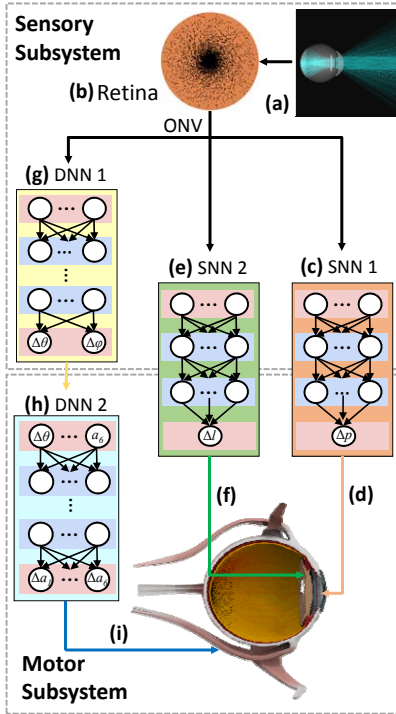 Sensory
Subsystem
(b) Retina
(a)
ONV
(g) DNN 1
(e) SNN 2
(c) SNN 1
Δθ Δφ
(h) DNN 2
Δθ ... a₆
Δl
Δp
(f)
(d)
Δa₁ ... Δa₆
(i)
Motor
Subsystem